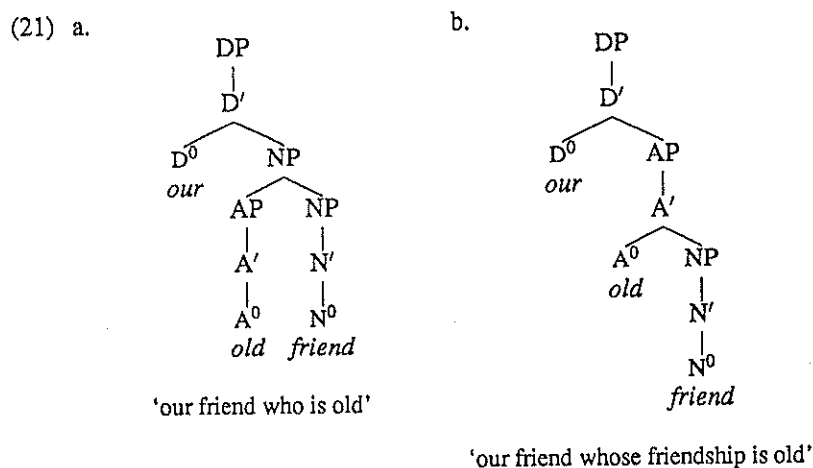 (21) a.
DP
D′
D⁰ NP
our
AP NP
A′ N′
A⁰ N⁰
old friend
'our friend who is old'
b.
DP
D′
D⁰ AP
our
A′
A⁰ NP
old
N′
N⁰
friend
'our friend whose friendship is old'